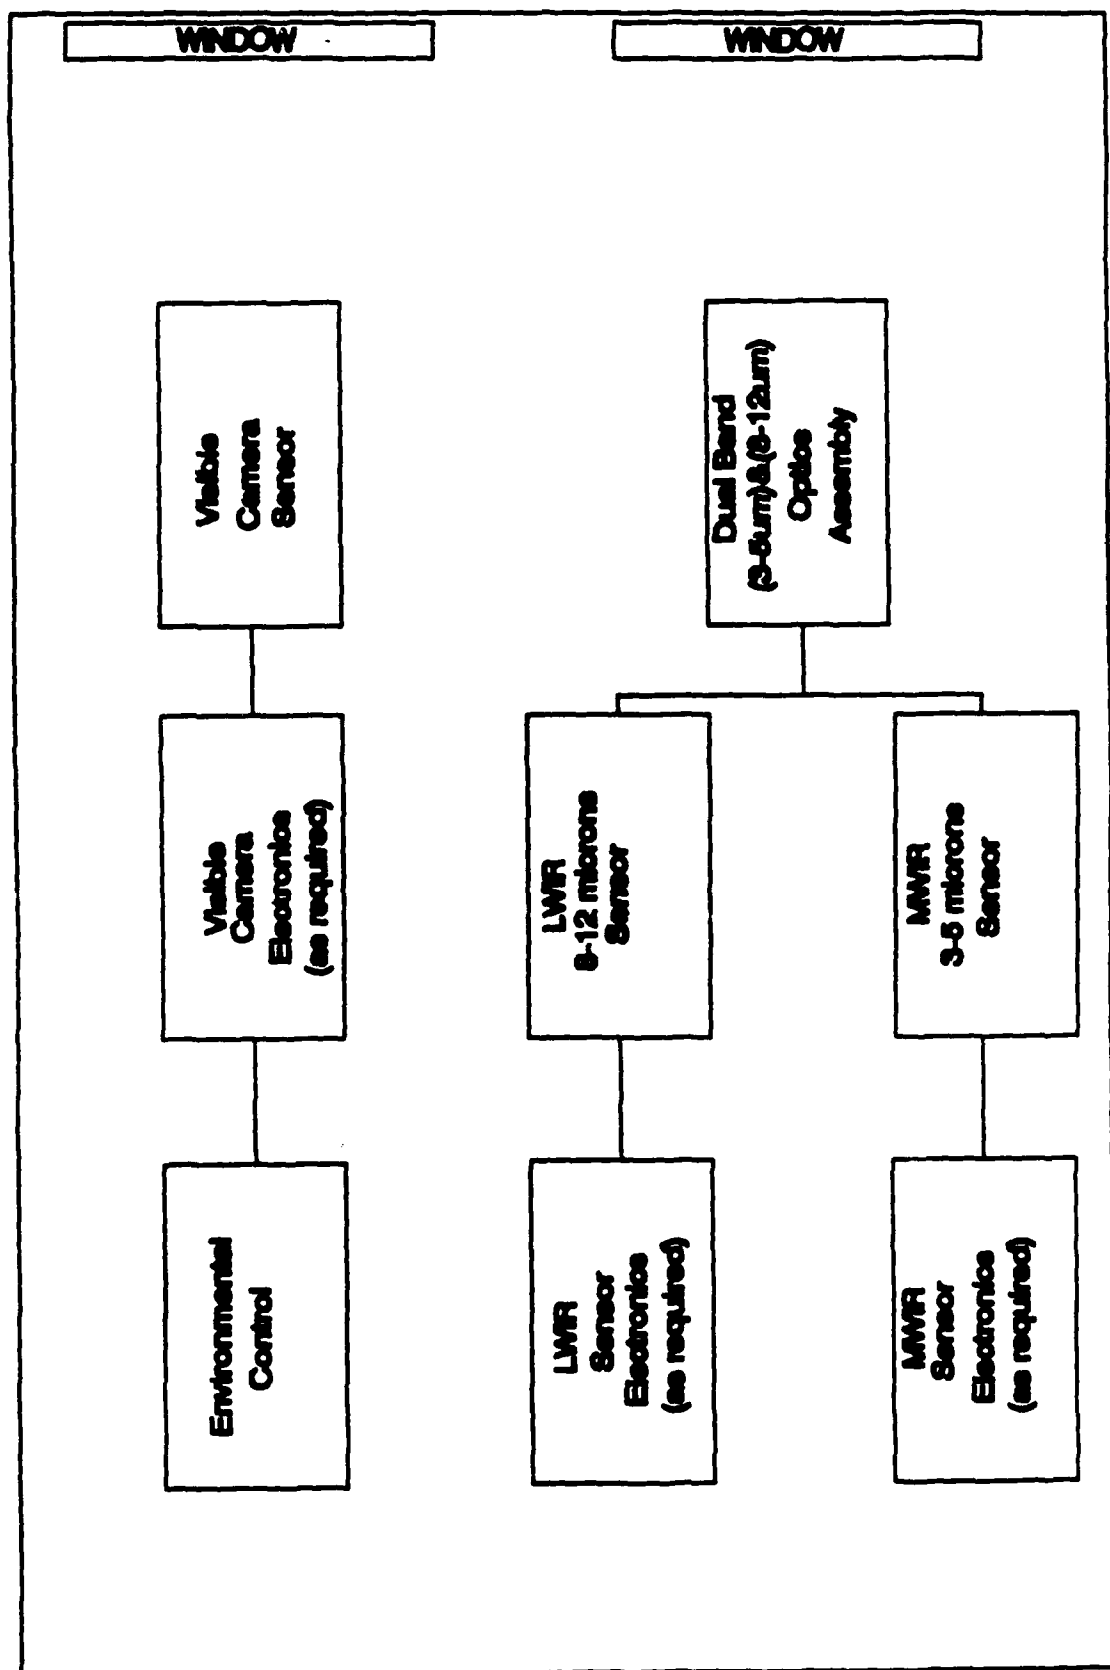 WINDOW
WINDOW
Visible
Camera
Sensor
Dual Band
(3-5um)&(8-12um)
Optics
Assembly
Visible
Camera
Electronics
(as required)
LWIR
8-12 microns
Sensor
MWIR
3-5 microns
Sensor
Environmental
Control
LWIR
Sensor
Electronics
(as required)
MWIR
Sensor
Electronics
(as required)